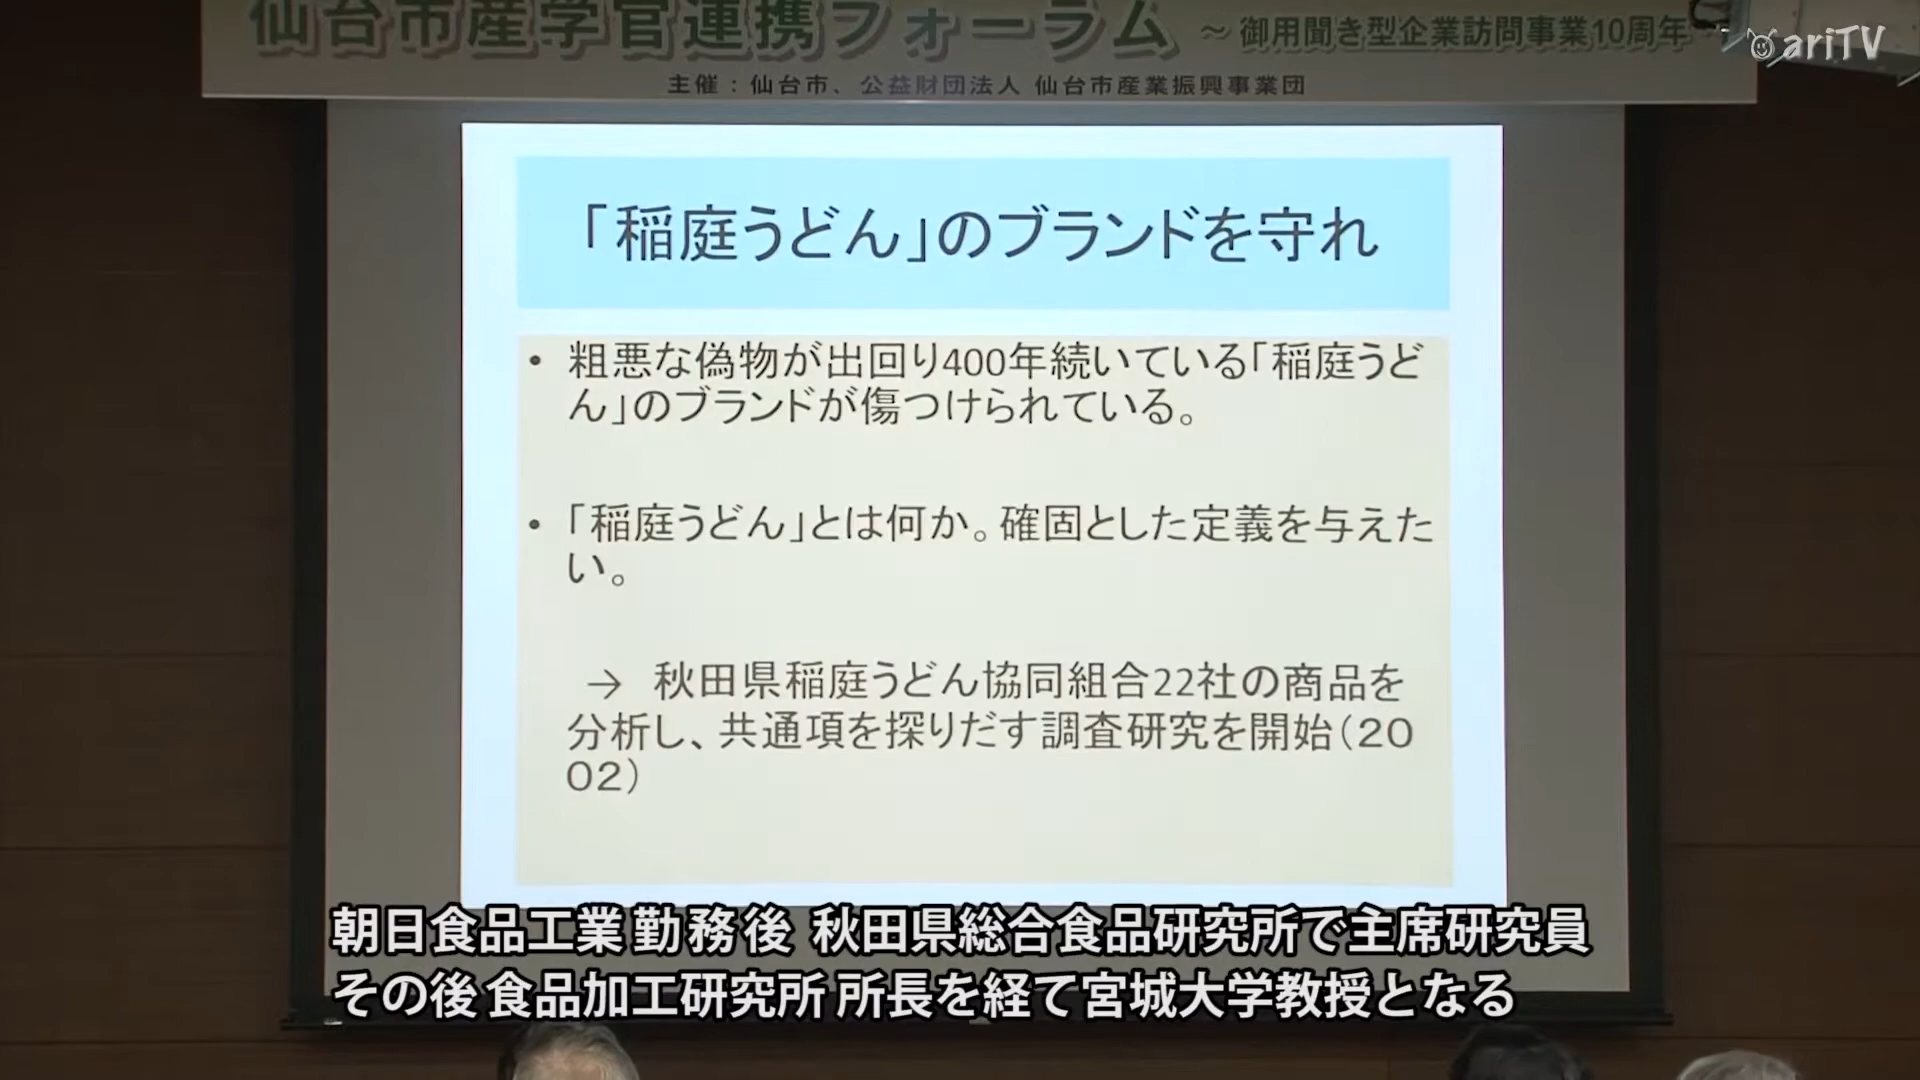 仙台市産学官連携フォーラム ～御用聞き型企業訪問事業10周年
ariTV
主催：仙台市、公益財団法人 仙台市産業振興事業団
「稲庭うどん」のブランドを守れ
• 粗悪な偽物が出回り400年続いている「稲庭うど
ん」のブランドが傷つけられている。
• 「稲庭うどん」とは何か。確固とした定義を与えた
い。
→ 秋田県稲庭うどん協同組合22社の商品を
分析し、共通項を探りだす調査研究を開始（２０
０２）
朝日食品工業勤務後 秋田県総合食品研究所で主席研究員
その後食品加工研究所 所長を経て宮城大学教授となる